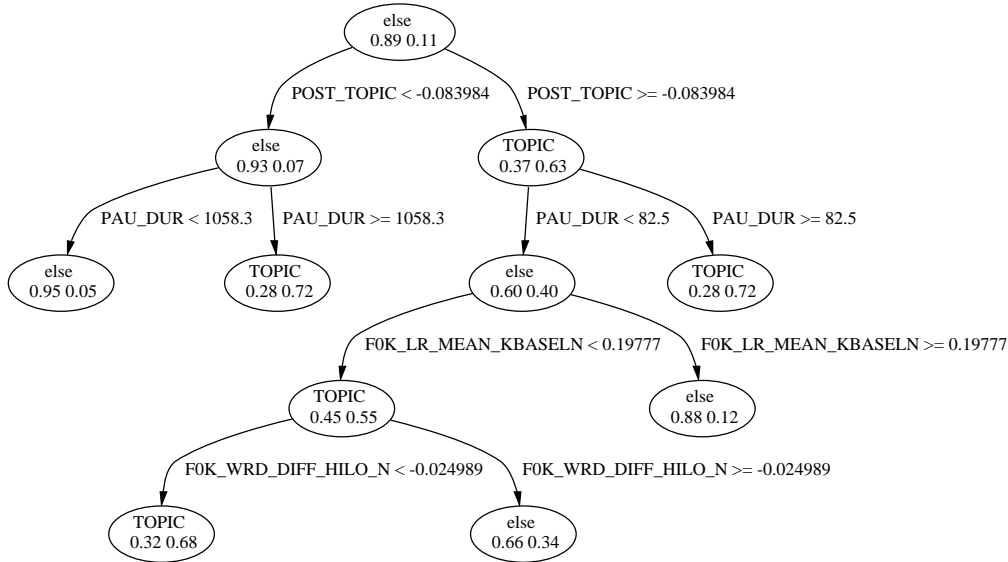 else
0.89 0.11
POST_TOPIC < -0.083984
POST_TOPIC >= -0.083984
else
0.93 0.07
TOPIC
0.37 0.63
PAU_DUR < 1058.3
PAU_DUR >= 1058.3
PAU_DUR < 82.5
PAU_DUR >= 82.5
else
0.95 0.05
TOPIC
0.28 0.72
else
0.60 0.40
TOPIC
0.28 0.72
F0K_LR_MEAN_KBASELN < 0.19777
F0K_LR_MEAN_KBASELN >= 0.19777
TOPIC
0.45 0.55
else
0.88 0.12
F0K_WRD_DIFF_HILO_N < -0.024989
F0K_WRD_DIFF_HILO_N >= -0.024989
TOPIC
0.32 0.68
else
0.66 0.34